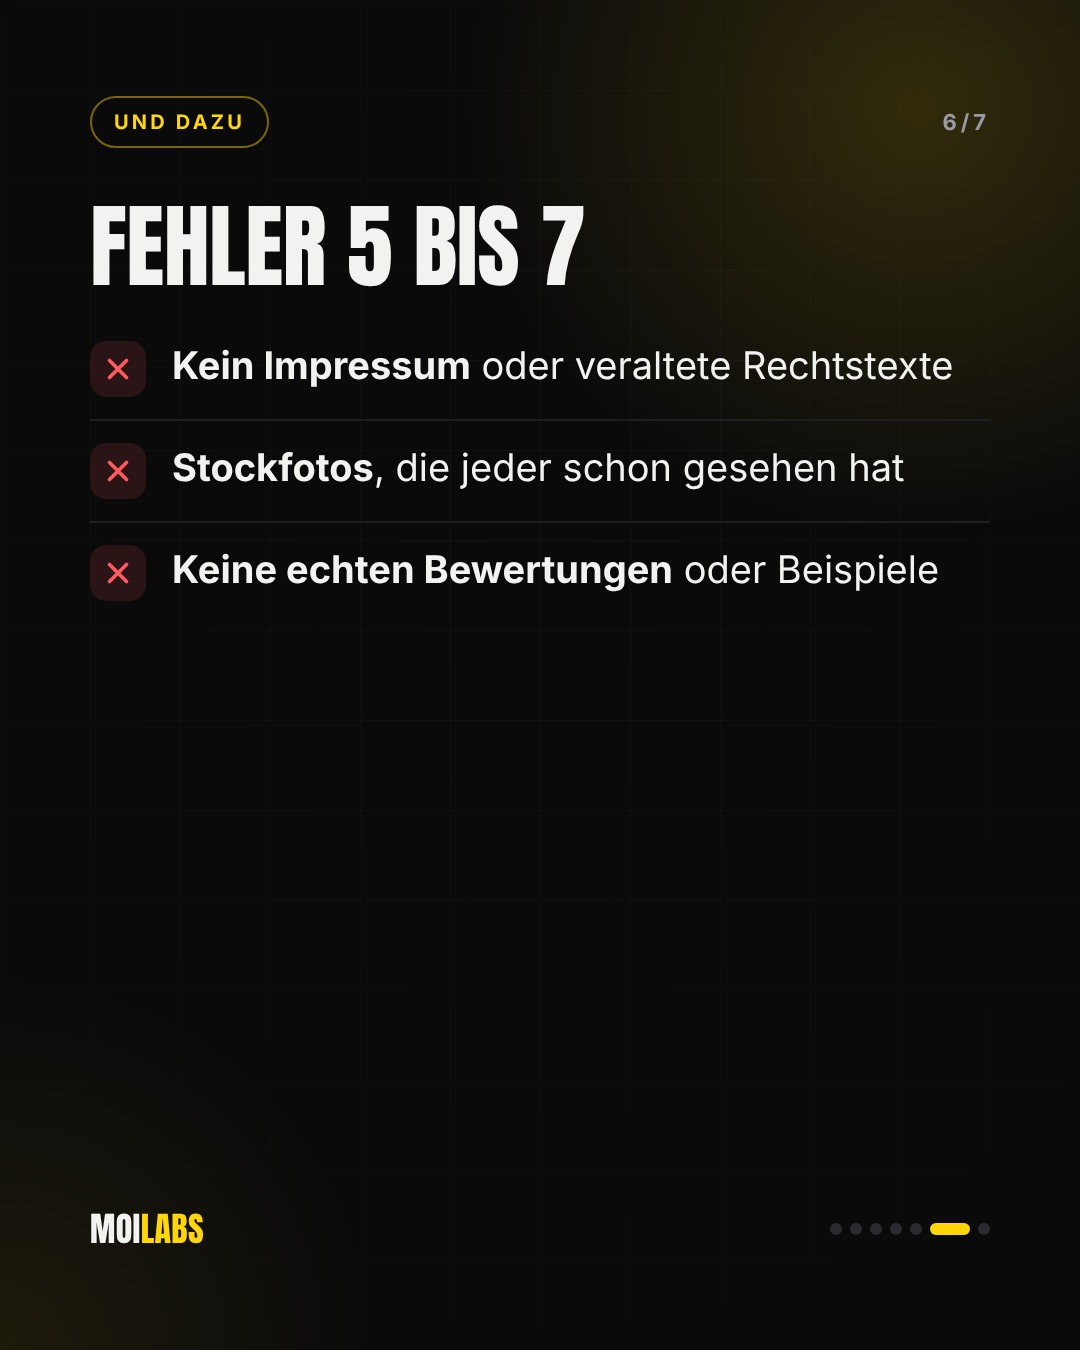 UND DAZU
6/7
FEHLER 5 BIS 7
Kein Impressum oder veraltete Rechtstexte
Stockfotos, die jeder schon gesehen hat
Keine echten Bewertungen oder Beispiele
MOILABS